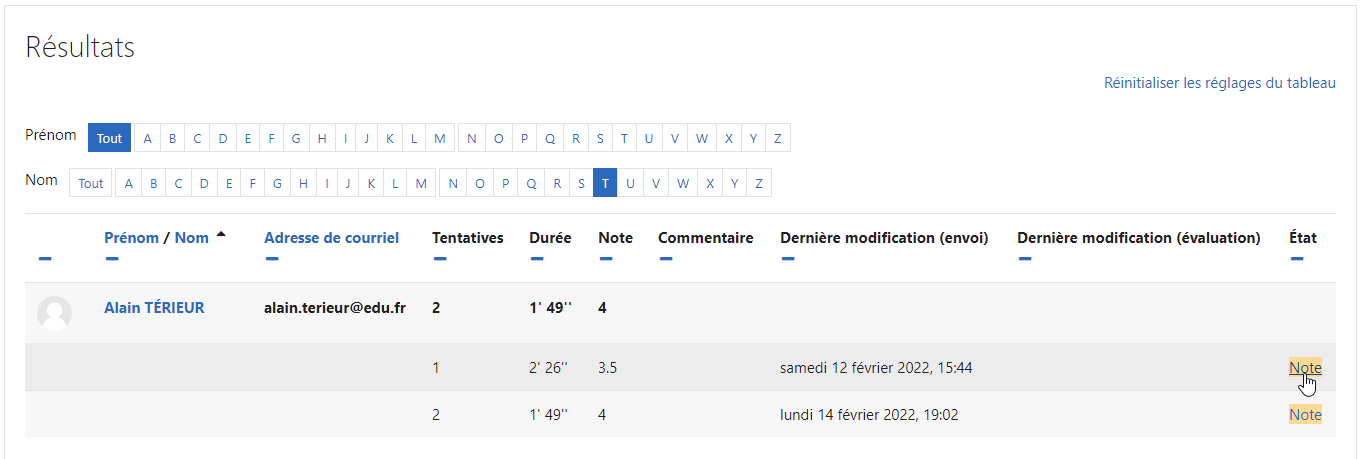 Résultats
Réinitialiser les réglages du tableau
Prénom Tout A B C D E F G H I J K L M N O P Q R S T U V W X Y Z
Nom Tout A B C D E F G H I J K L M N O P Q R S T U V W X Y Z
Prénom / Nom Adresse de courriel Tentatives Durée Note Commentaire Dernière modification (envoi) Dernière modification (évaluation) État
Alain TÉRIEUR alain.terieur@edu.fr 2 1' 49'' 4
1 2' 26'' 3.5 samedi 12 février 2022, 15:44 Note
2 1' 49'' 4 lundi 14 février 2022, 19:02 Note